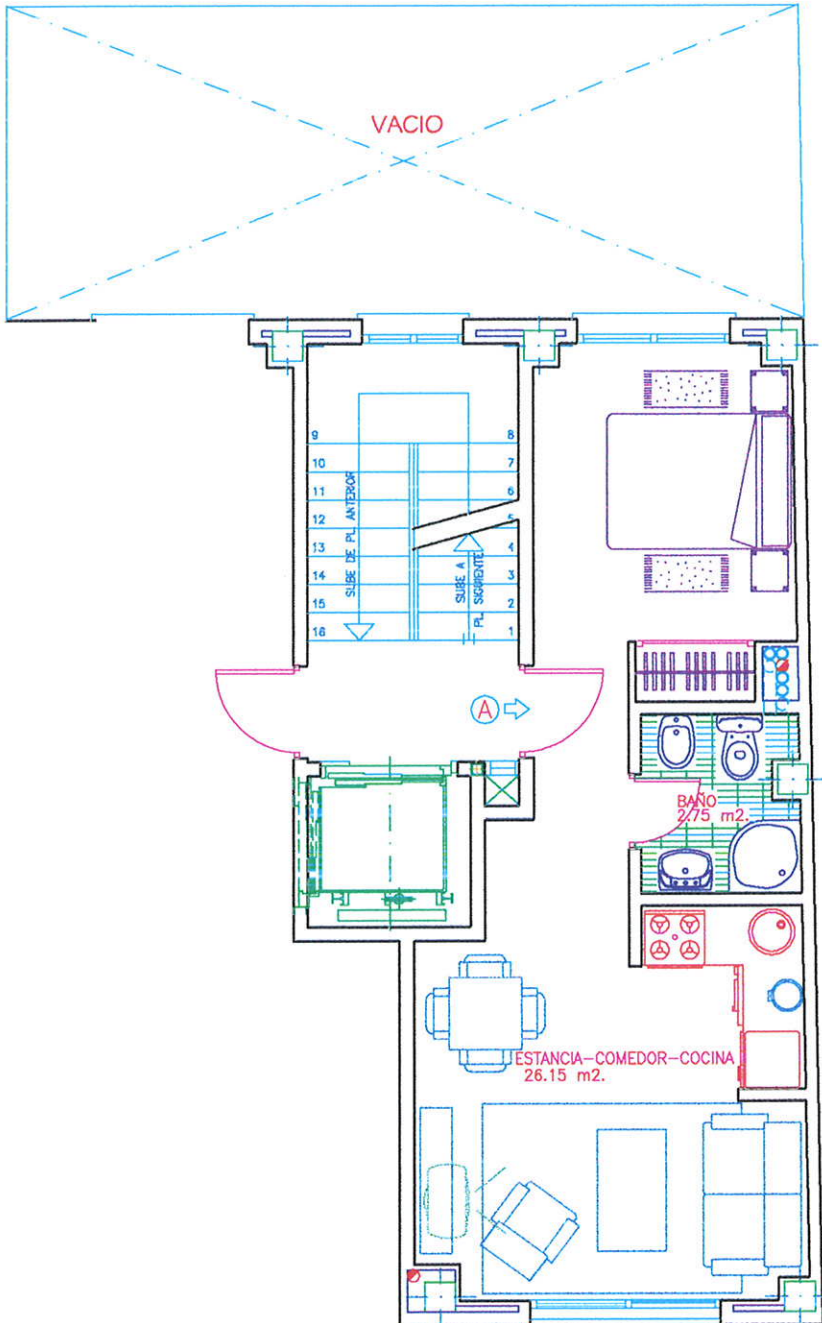 VACIO
9
8
10
7
11
6
12
5
13
4
14
3
15
2
16
1
SUBE DE PL. ANTERIOR
SUBE A
PL. SIGUIENTE
A
BAÑO
2.75 m2.
ESTANCIA-COMEDOR-COCINA
26.15 m2.